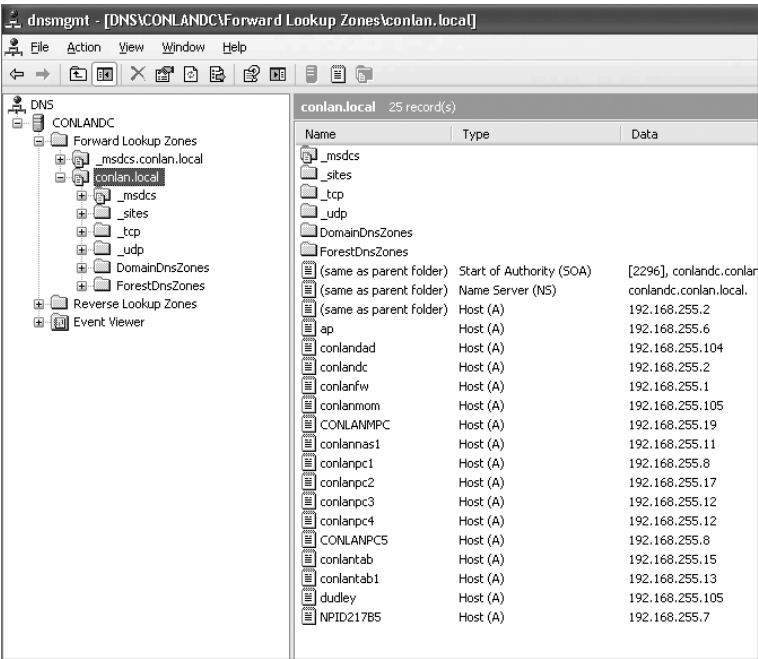 dnsmgmt - [DNS\CONLANDC\Forward Lookup Zones\conlan.local]
File Action View Window Help
DNS
CONLANDC
Forward Lookup Zones
_msdcs.conlan.local
conlan.local
_msdcs
_sites
_tcp
_udp
DomainDnsZones
ForestDnsZones
Reverse Lookup Zones
Event Viewer
conlan.local 25 record(s)
Name Type Data
_msdcs
_sites
_tcp
_udp
DomainDnsZones
ForestDnsZones
(same as parent folder) Start of Authority (SOA) [2296], conlandc.conlan
(same as parent folder) Name Server (NS) conlandc.conlan.local.
(same as parent folder) Host (A) 192.168.255.2
ap Host (A) 192.168.255.6
conlandad Host (A) 192.168.255.104
conlandc Host (A) 192.168.255.2
conlanfw Host (A) 192.168.255.1
conlanmom Host (A) 192.168.255.105
CONLANMPC Host (A) 192.168.255.19
conlannas1 Host (A) 192.168.255.11
conlanpc1 Host (A) 192.168.255.8
conlanpc2 Host (A) 192.168.255.17
conlanpc3 Host (A) 192.168.255.12
conlanpc4 Host (A) 192.168.255.12
CONLANPC5 Host (A) 192.168.255.8
conlantab Host (A) 192.168.255.15
conlantab1 Host (A) 192.168.255.13
dudley Host (A) 192.168.255.105
NPID217B5 Host (A) 192.168.255.7